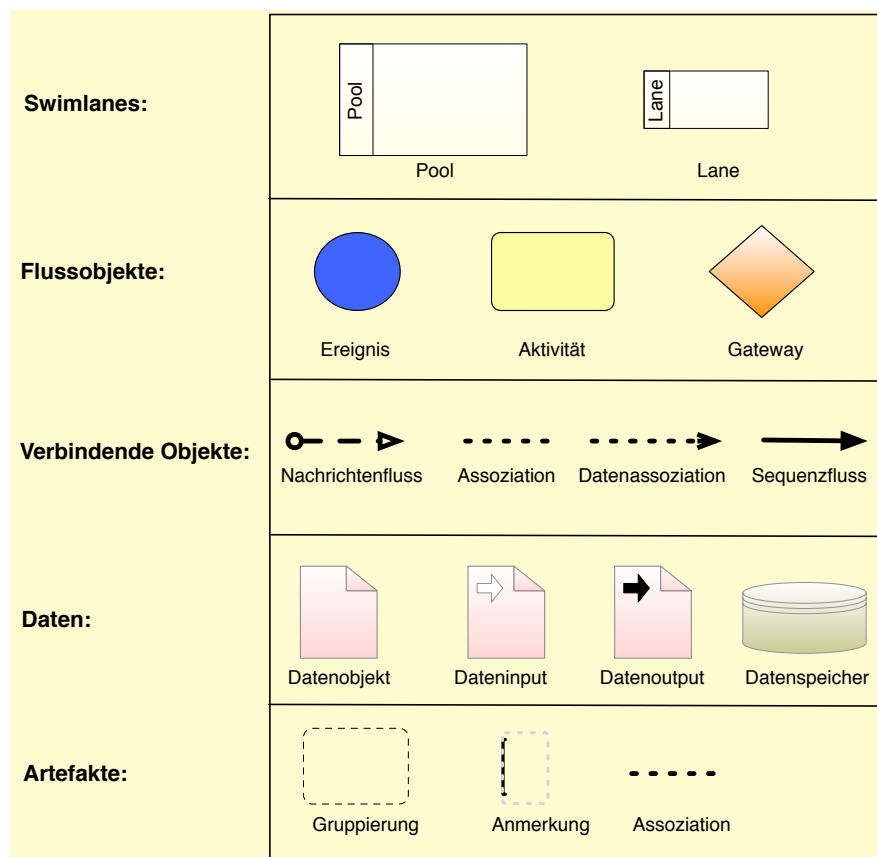 Swimlanes:
Pool
Lane
Pool
Lane
Flussobjekte:
Ereignis
Aktivität
Gateway
Verbindende Objekte:
Nachrichtenfluss
Assoziation
Datenassoziation
Sequenzfluss
Daten:
Datenobjekt
Dateninput
Datenoutput
Datenspeicher
Artefakte:
Gruppierung
Anmerkung
Assoziation